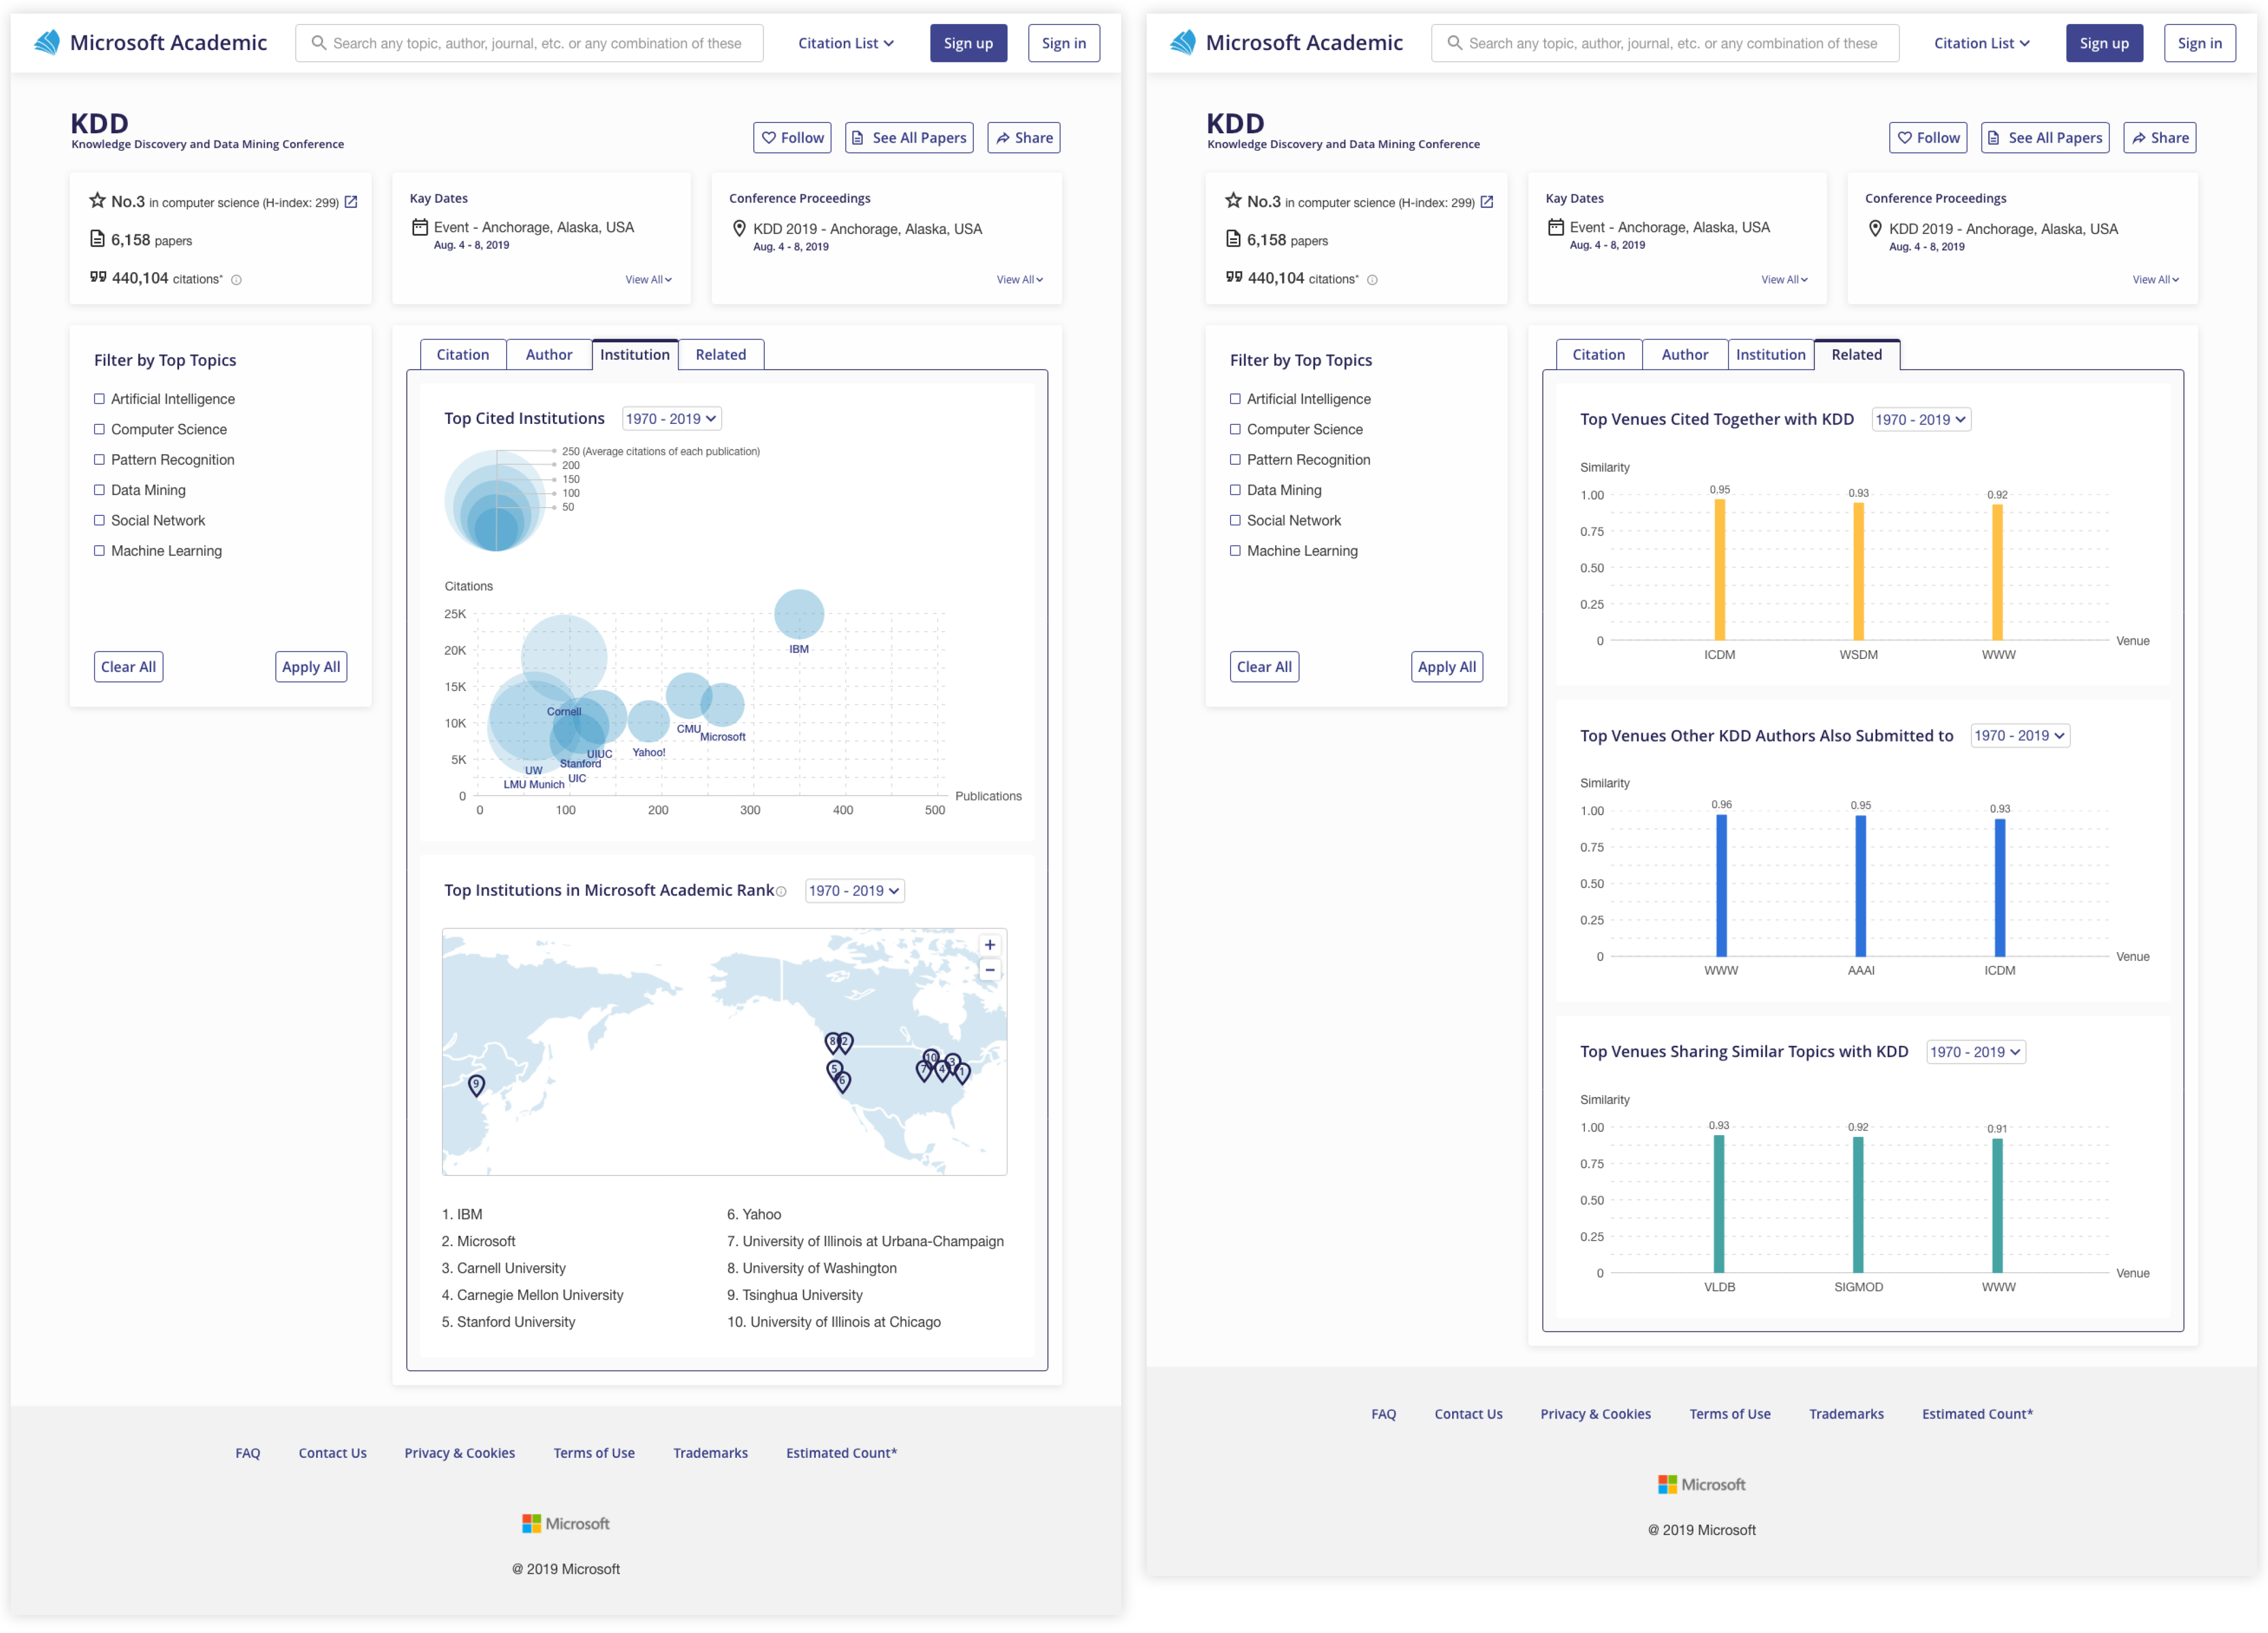 Microsoft Academic
Search any topic, author, journal, etc. or any combination of these
Citation List
Sign up
Sign in
KDD
Knowledge Discovery and Data Mining Conference
Follow
See All Papers
Share
No.3 in computer science (H-index: 299)
6,158 papers
440,104 citations*
Kay Dates
Event - Anchorage, Alaska, USA
Aug. 4 - 8, 2019
View All
Conference Proceedings
KDD 2019 - Anchorage, Alaska, USA
Aug. 4 - 8, 2019
View All
Filter by Top Topics
Artificial Intelligence
Computer Science
Pattern Recognition
Data Mining
Social Network
Machine Learning
Clear All
Apply All
Citation
Author
Institution
Related
Top Cited Institutions
1970 - 2019
250 (Average citations of each publication)
200
150
100
50
Citations
25K
20K
15K
10K
5K
0
IBM
Cornell
CMU
Microsoft
UIUC
Yahoo!
Stanford
UW
UIC
LMU Munich
Publications
0
100
200
300
400
500
Top Institutions in Microsoft Academic Rank
1970 - 2019
+
−
8
2
5
6
9
10
3
7
4
1
1. IBM
2. Microsoft
3. Carnell University
4. Carnegie Mellon University
5. Stanford University
6. Yahoo
7. University of Illinois at Urbana-Champaign
8. University of Washington
9. Tsinghua University
10. University of Illinois at Chicago
FAQ
Contact Us
Privacy & Cookies
Terms of Use
Trademarks
Estimated Count*
Microsoft
@ 2019 Microsoft
Microsoft Academic
Search any topic, author, journal, etc. or any combination of these
Citation List
Sign up
Sign in
KDD
Knowledge Discovery and Data Mining Conference
Follow
See All Papers
Share
No.3 in computer science (H-index: 299)
6,158 papers
440,104 citations*
Kay Dates
Event - Anchorage, Alaska, USA
Aug. 4 - 8, 2019
View All
Conference Proceedings
KDD 2019 - Anchorage, Alaska, USA
Aug. 4 - 8, 2019
View All
Filter by Top Topics
Artificial Intelligence
Computer Science
Pattern Recognition
Data Mining
Social Network
Machine Learning
Clear All
Apply All
Citation
Author
Institution
Related
Top Venues Cited Together with KDD
1970 - 2019
Similarity
1.00
0.75
0.50
0.25
0
0.95
0.93
0.92
ICDM
WSDM
WWW
Venue
Top Venues Other KDD Authors Also Submitted to
1970 - 2019
Similarity
1.00
0.75
0.50
0.25
0
0.96
0.95
0.93
WWW
AAAI
ICDM
Venue
Top Venues Sharing Similar Topics with KDD
1970 - 2019
Similarity
1.00
0.75
0.50
0.25
0
0.93
0.92
0.91
VLDB
SIGMOD
WWW
Venue
FAQ
Contact Us
Privacy & Cookies
Terms of Use
Trademarks
Estimated Count*
Microsoft
@ 2019 Microsoft